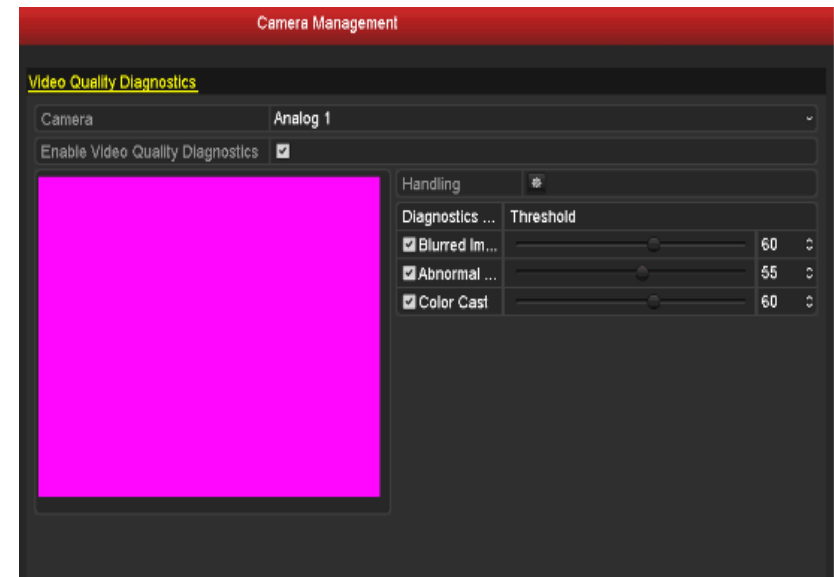 Camera Management
Video Quality Diagnostics
Camera Analog 1
Enable Video Quality Diagnostics
Handling
Diagnostics ... Threshold
Blurred Im... 60
Abnormal ... 55
Color Cast 60